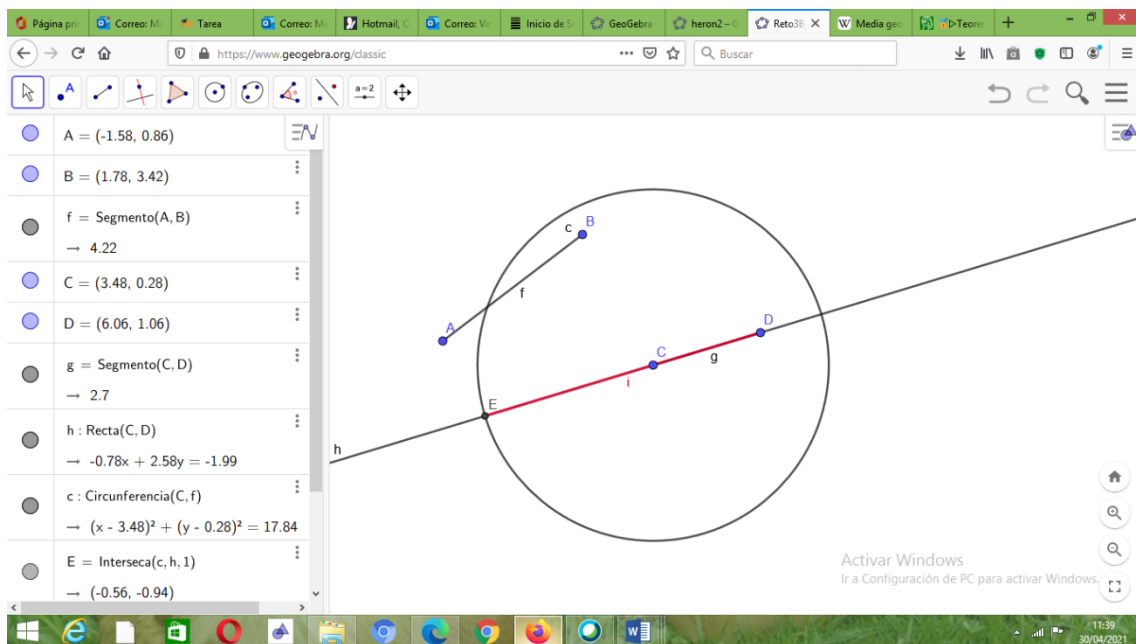 Página prin
Correo: Ma
Tarea
Correo: Ma
Hotmail, O
Correo: Vir
Inicio de S
GeoGebra
heron2 – G
Reto3B
Media geo
Teorer
https://www.geogebra.org/classic
Buscar
a=2
A = (-1.58, 0.86)
B = (1.78, 3.42)
f = Segmento(A, B)
→ 4.22
C = (3.48, 0.28)
D = (6.06, 1.06)
g = Segmento(C, D)
→ 2.7
h : Recta(C, D)
→ -0.78x + 2.58y = -1.99
c : Circunferencia(C, f)
→ (x - 3.48)² + (y - 0.28)² = 17.84
E = Interseca(c, h, 1)
→ (-0.56, -0.94)
c B
f
A
D
C
g
i
E
h
Activar Windows
Ir a Configuración de PC para activar Windows.
11:39
30/04/2021